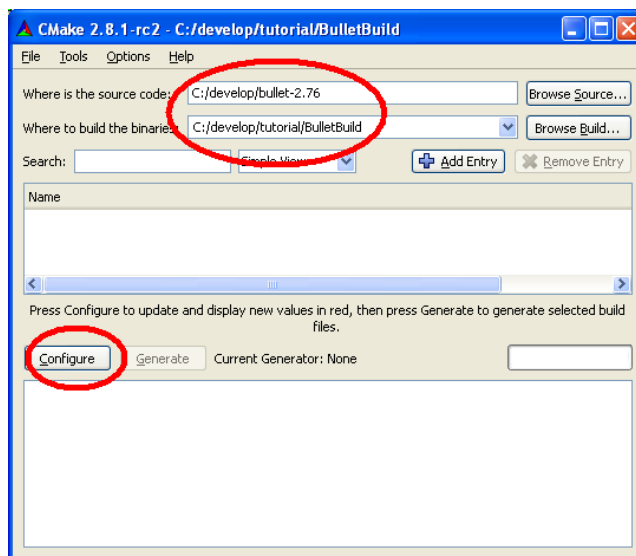 CMake 2.8.1-rc2 - C:/develop/tutorial/BulletBuild
File Tools Options Help
Where is the source code: C:/develop/bullet-2.76 Browse Source...
Where to build the binaries: C:/develop/tutorial/BulletBuild Browse Build...
Search: Simple View Add Entry Remove Entry
Name
Press Configure to update and display new values in red, then press Generate to generate selected build
files.
Configure Generate Current Generator: None